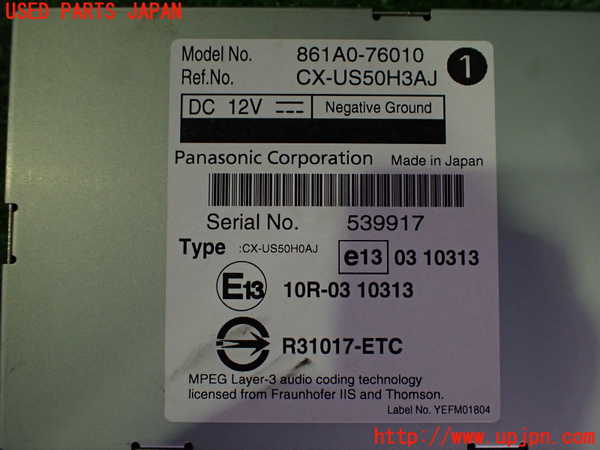 USED PARTS JAPAN
Model No. 861A0-76010
Ref.No. CX-US50H3AJ
1
DC 12V Negative Ground
Panasonic Corporation Made in Japan
Serial No. 539917
Type :CX-US50H0AJ e13 03 10313
E13 10R-03 10313
R31017-ETC
MPEG Layer-3 audio coding technology
licensed from Fraunhofer IIS and Thomson.
Label No. YEFM01804
http://www.upjpn.com